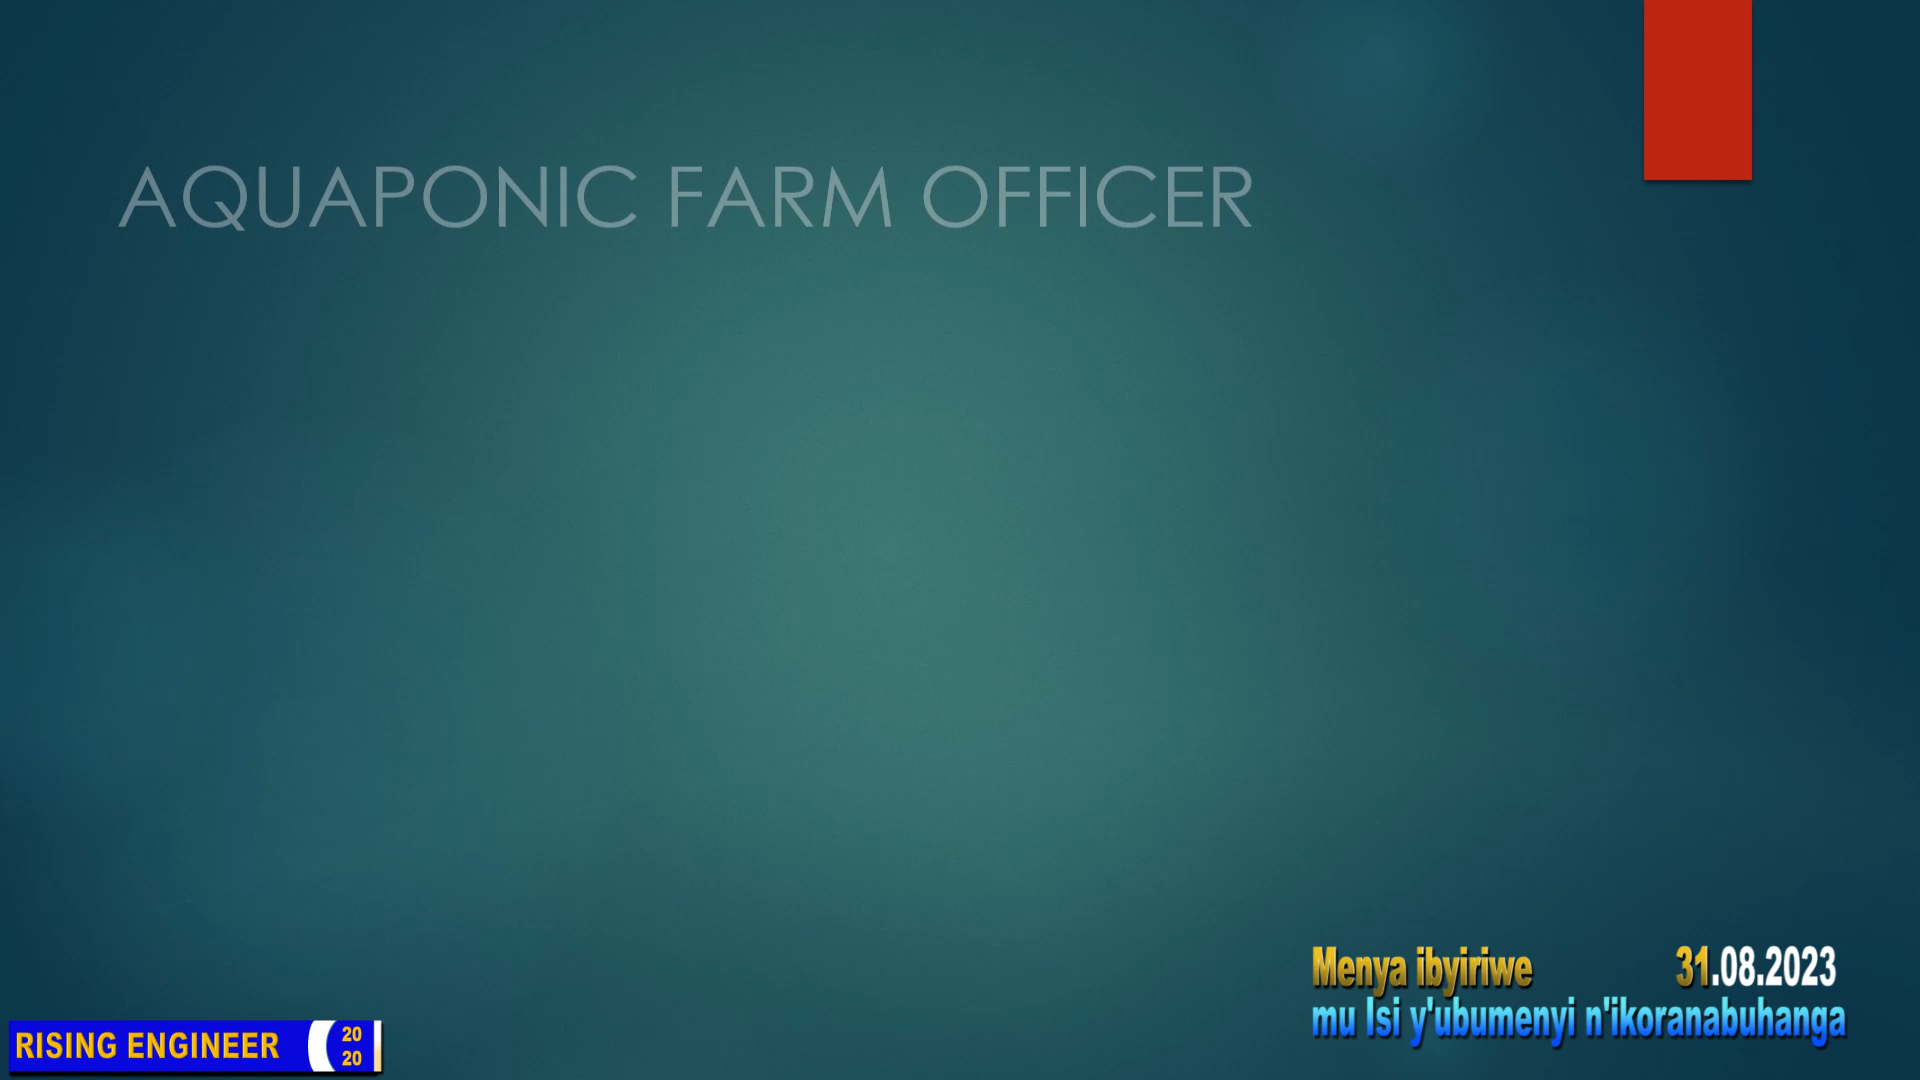 AQUAPONIC FARM OFFICER
Menya ibyiriwe 31.08.2023
mu Isi y'ubumenyi n'ikoranabuhanga
RISING ENGINEER 20
20